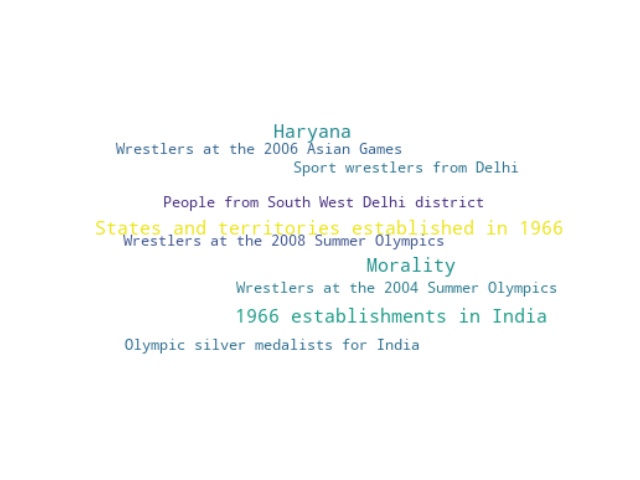 Haryana
Wrestlers at the 2006 Asian Games
Sport wrestlers from Delhi
People from South West Delhi district
States and territories established in 1966
Wrestlers at the 2008 Summer Olympics
Morality
Wrestlers at the 2004 Summer Olympics
1966 establishments in India
Olympic silver medalists for India